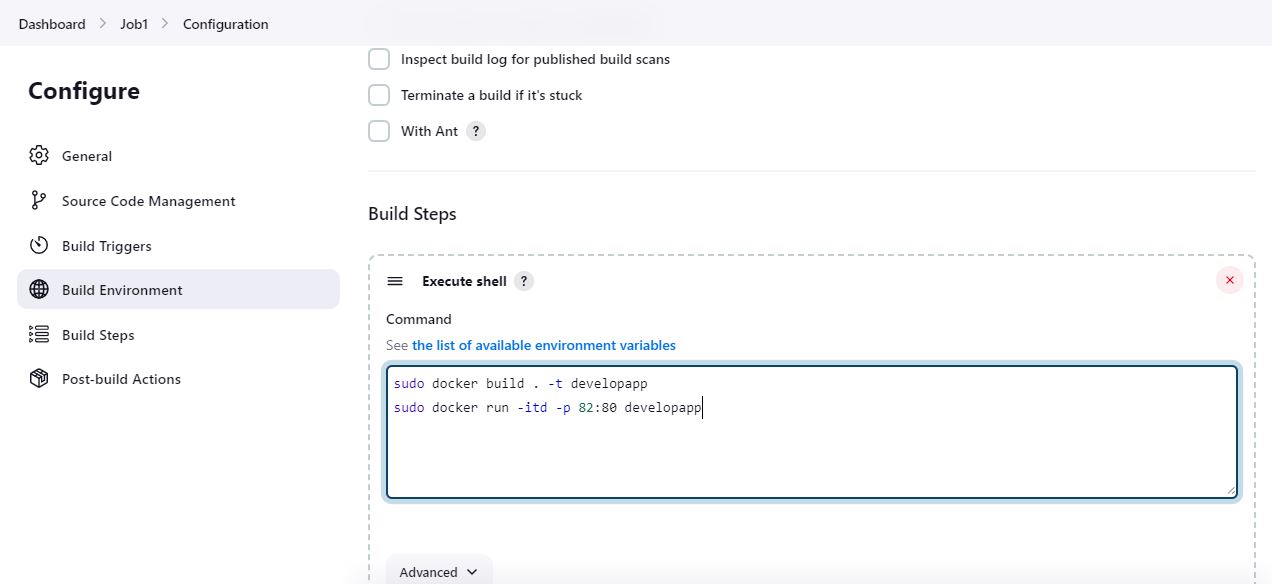 Dashboard > Job1 > Configuration
Configure
General
Source Code Management
Build Triggers
Build Environment
Build Steps
Post-build Actions
Inspect build log for published build scans
Terminate a build if it's stuck
With Ant ?
Build Steps
Execute shell ?
Command
See the list of available environment variables
sudo docker build . -t developapp
sudo docker run -itd -p 82:80 developapp
Advanced